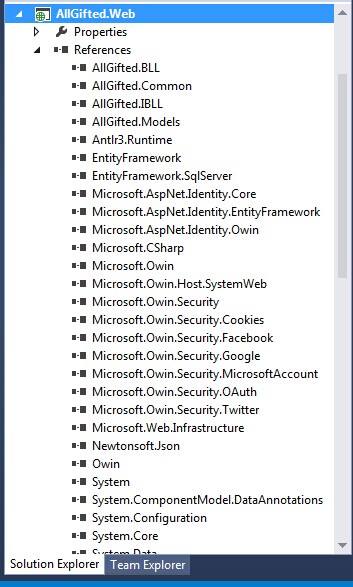 AllGifted.Web
Properties
References
AllGifted.BLL
AllGifted.Common
AllGifted.IBLL
AllGifted.Models
Antlr3.Runtime
EntityFramework
EntityFramework.SqlServer
Microsoft.AspNet.Identity.Core
Microsoft.AspNet.Identity.EntityFramework
Microsoft.AspNet.Identity.Owin
Microsoft.CSharp
Microsoft.Owin
Microsoft.Owin.Host.SystemWeb
Microsoft.Owin.Security
Microsoft.Owin.Security.Cookies
Microsoft.Owin.Security.Facebook
Microsoft.Owin.Security.Google
Microsoft.Owin.Security.MicrosoftAccount
Microsoft.Owin.Security.OAuth
Microsoft.Owin.Security.Twitter
Microsoft.Web.Infrastructure
Newtonsoft.Json
Owin
System
System.ComponentModel.DataAnnotations
System.Configuration
System.Core
System.Data
Solution Explorer Team Explorer